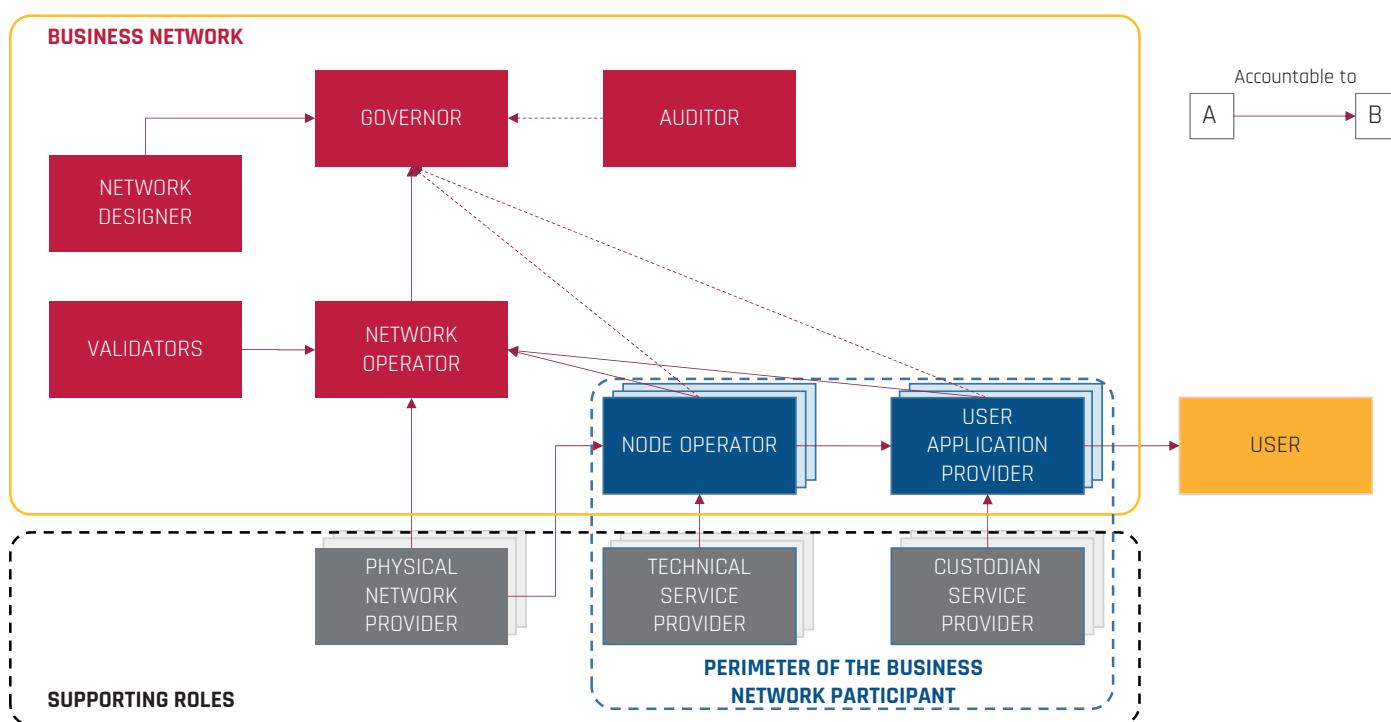 BUSINESS NETWORK
Accountable to
A
B
GOVERNOR
AUDITOR
NETWORK
DESIGNER
VALIDATORS
NETWORK
OPERATOR
NODE OPERATOR
USER
APPLICATION
PROVIDER
USER
PHYSICAL
NETWORK
PROVIDER
TECHNICAL
SERVICE
PROVIDER
CUSTODIAN
SERVICE
PROVIDER
PERIMETER OF THE BUSINESS
NETWORK PARTICIPANT
SUPPORTING ROLES